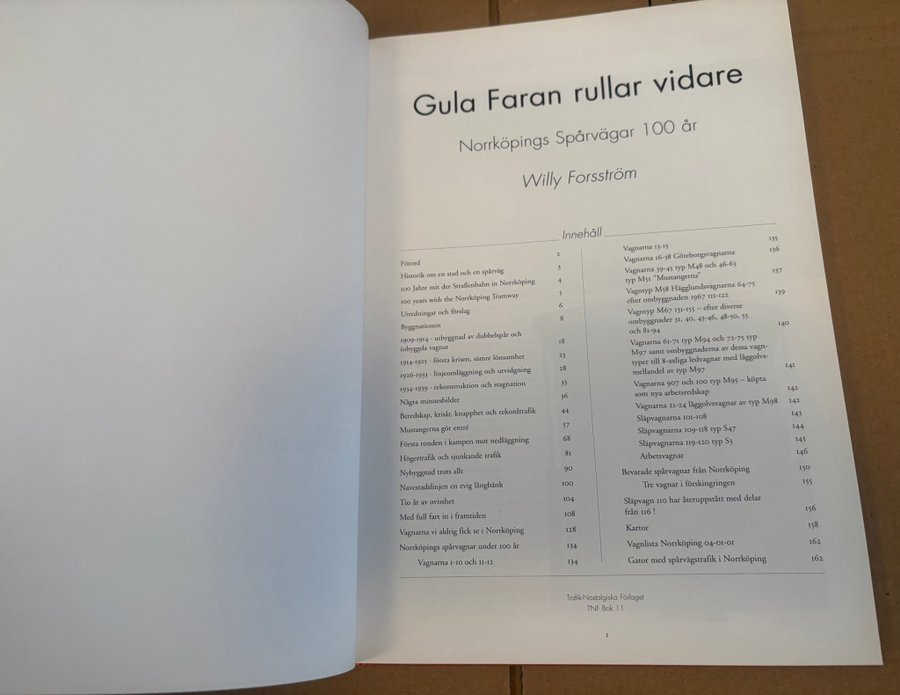 Gula Faran rullar vidare
Norrköpings Spårvägar 100 år
Willy Forsström
Innehåll
Förord 2
Historik om en stad och en spårväg 3
100 Jahre mit der Straßenbahn in Norrköping 4
100 years with the Norrköping Tramway 5
Utredningar och förslag 6
Byggnationen 8
1909-1914 - utbyggnad av dubbelspår och
inbyggda vagnar 18
1914-1925 - första krisen, sämre lönsamhet 23
1926-1933 - linjeomläggning och utvidgning 28
1934-1939 - rekonstruktion och stagnation 33
Några minnesbilder 36
Beredskap, krisår, knapphet och rekordtrafik 44
Mustangerna gör entré 57
Första ronden i kampen mot nedläggning 68
Högertrafik och sjunkande trafik 81
Nybyggnad trots allt 90
Navestadslinjen en evig långbänk 100
Tio år av ovisshet 104
Med full fart in i framtiden 108
Vagnarna vi aldrig fick se i Norrköping 128
Norrköpings spårvagnar under 100 år 134
Vagnarna 1-10 och 11-12 134
Vagnarna 13-15 135
Vagnarna 16-38 Göteborgsvagnarna 136
Vagnarna 39-45 typ M48 och 46-63
typ M51 "Mustangerna" 137
Vagntyp M58 Hägglundsvagnarna 64-75
efter ombyggnaden 1967 111-122 139
Vagntyp M67 131-155 – efter diverse
ombyggnader 31, 40, 43-46, 48-50, 55
och 81-94 140
Vagnarna 61-71 typ M94 och 72-73 typ
M97 samt ombyggnaderna av dessa vagn-
typer till 8-axliga ledvagnar med låggolvs-
mellandel av typ M97 141
Vagnarna 907 och 100 typ M95 – köpta
som nya arbetsredskap 142
Vagnarna 21-24 låggolvsvagnar av typ M98 142
Släpvagnarna 101-108 143
Släpvagnarna 109-118 typ S47 144
Släpvagnarna 119-120 typ S3 145
Arbetsvagnar 146
Bevarade spårvagnar från Norrköping 150
Tre vagnar i förskingringen 155
Släpvagn 110 har återuppstått med delar
från 116 ! 156
Kartor 158
Vagnlista Norrköping 04-01-01 162
Gator med spårvägstrafik i Norrköping 162
Trafik-Nostalgiska Förlaget
TNF Bok 11
1